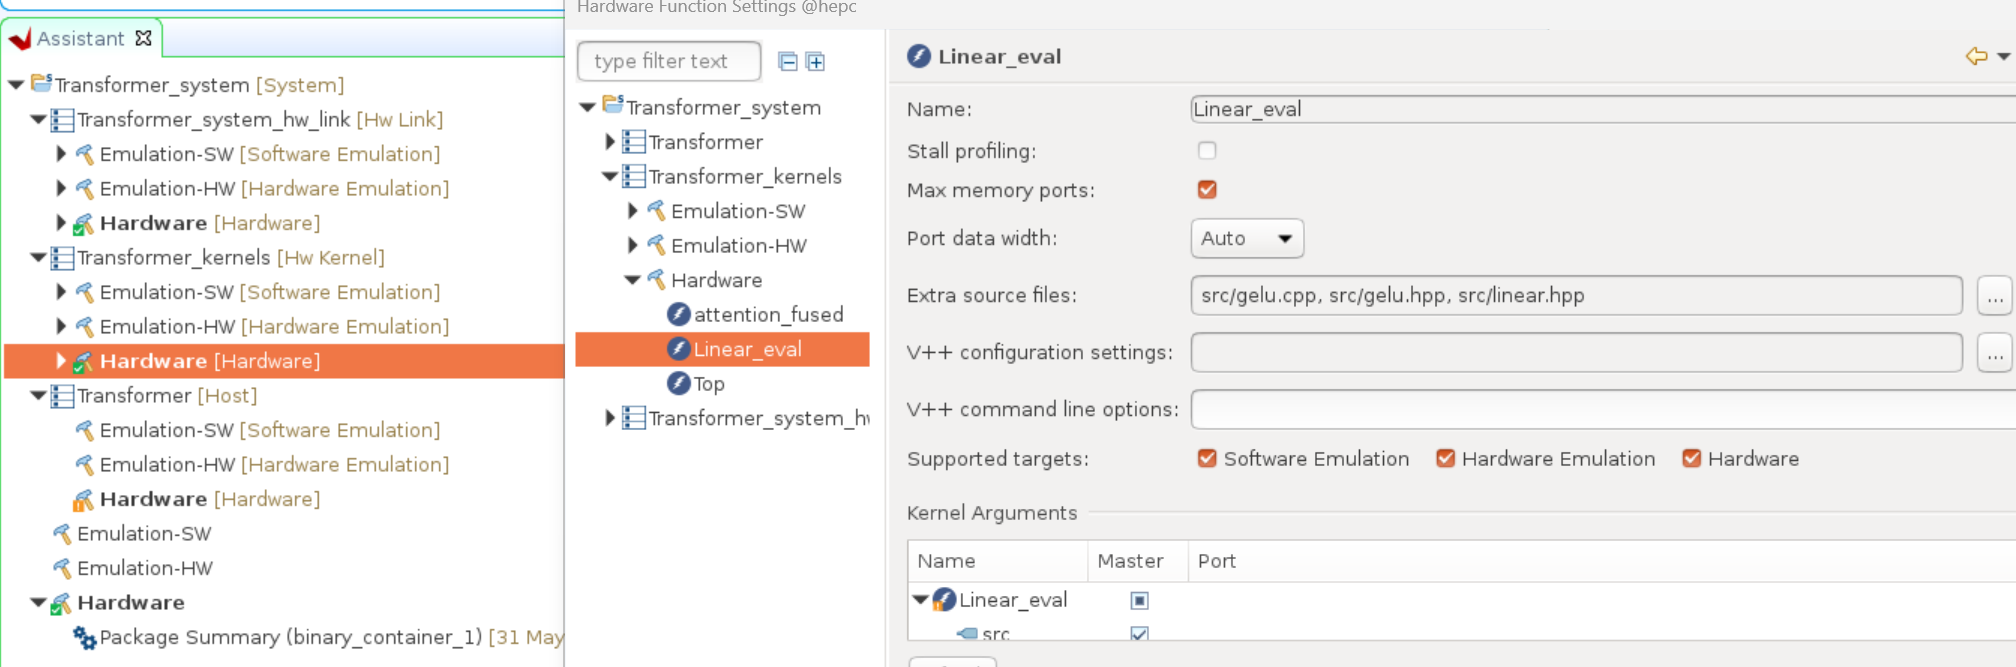 Assistant
Transformer_system [System]
Transformer_system_hw_link [Hw Link]
Emulation-SW [Software Emulation]
Emulation-HW [Hardware Emulation]
Hardware [Hardware]
Transformer_kernels [Hw Kernel]
Emulation-SW [Software Emulation]
Emulation-HW [Hardware Emulation]
Hardware [Hardware]
Transformer [Host]
Emulation-SW [Software Emulation]
Emulation-HW [Hardware Emulation]
Hardware [Hardware]
Emulation-SW
Emulation-HW
Hardware
Package Summary (binary_container_1) [31 May
Hardware Function Settings @hepc
type filter text
Transformer_system
Transformer
Transformer_kernels
Emulation-SW
Emulation-HW
Hardware
attention_fused
Linear_eval
Top
Transformer_system_hw
Linear_eval
Name: Linear_eval
Stall profiling:
Max memory ports:
Port data width: Auto
Extra source files: src/gelu.cpp, src/gelu.hpp, src/linear.hpp ...
V++ configuration settings: ...
V++ command line options:
Supported targets: Software Emulation Hardware Emulation Hardware
Kernel Arguments
Name Master Port
Linear_eval
src